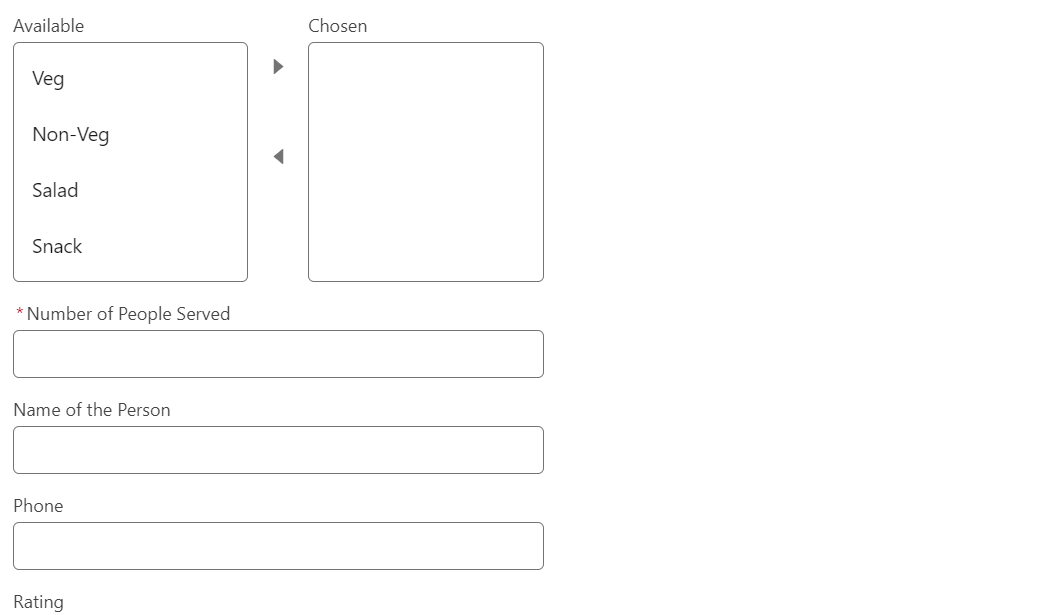 Available
Chosen
Veg
Non-Veg
Salad
Snack
*Number of People Served
Name of the Person
Phone
Rating